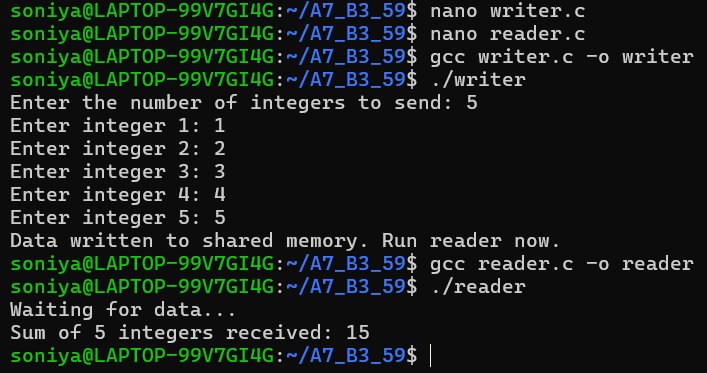 soniya@LAPTOP-99V7GI4G:~/A7_B3_59$ nano writer.c
soniya@LAPTOP-99V7GI4G:~/A7_B3_59$ nano reader.c
soniya@LAPTOP-99V7GI4G:~/A7_B3_59$ gcc writer.c -o writer
soniya@LAPTOP-99V7GI4G:~/A7_B3_59$ ./writer
Enter the number of integers to send: 5
Enter integer 1: 1
Enter integer 2: 2
Enter integer 3: 3
Enter integer 4: 4
Enter integer 5: 5
Data written to shared memory. Run reader now.
soniya@LAPTOP-99V7GI4G:~/A7_B3_59$ gcc reader.c -o reader
soniya@LAPTOP-99V7GI4G:~/A7_B3_59$ ./reader
Waiting for data...
Sum of 5 integers received: 15
soniya@LAPTOP-99V7GI4G:~/A7_B3_59$